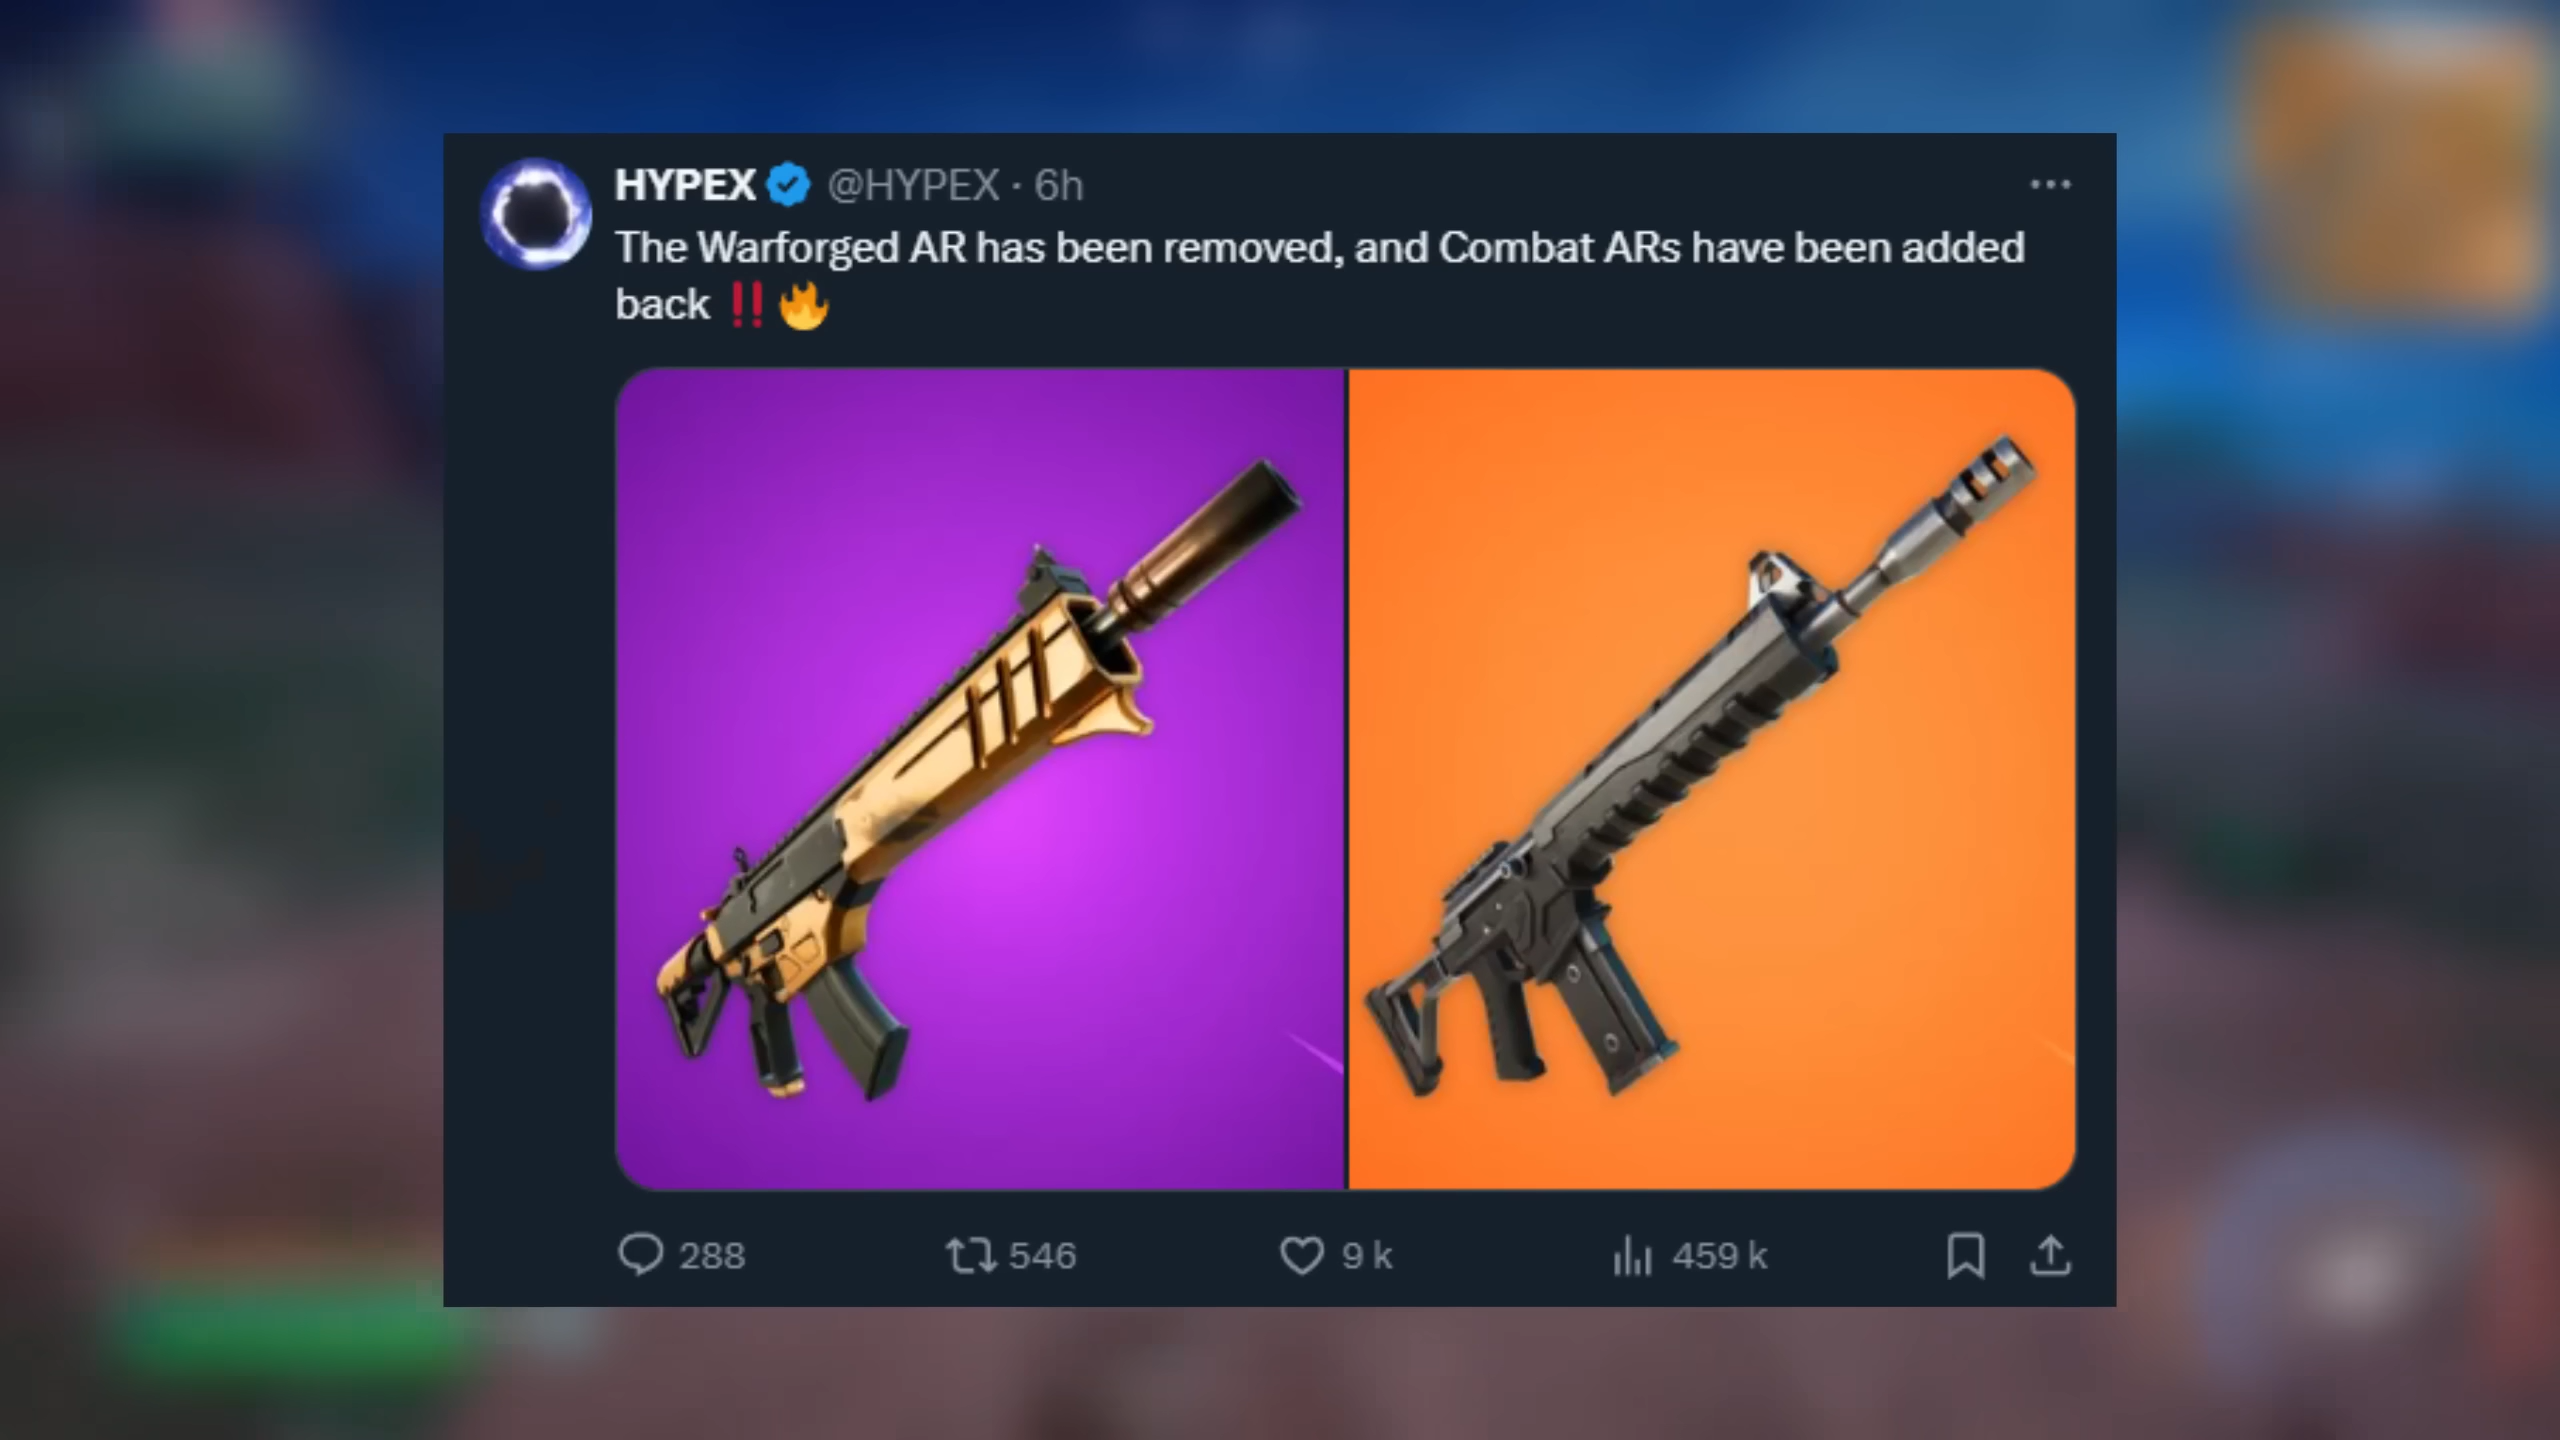 HYPEX @HYPEX · 6h
The Warforged AR has been removed, and Combat ARs have been added
back ‼️🔥
288 546 9 k 459 k